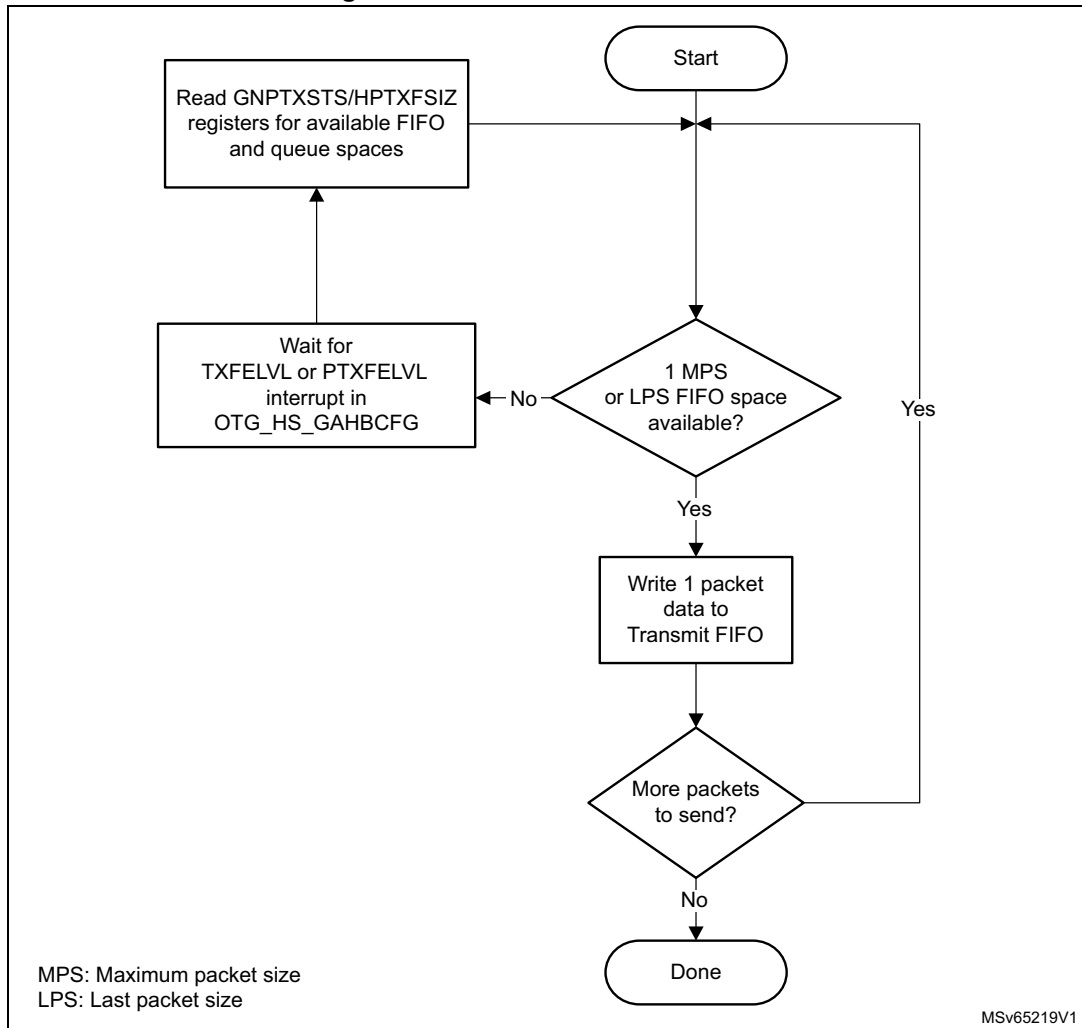 Start
Read GNPTXSTS/HPTXFSIZ
registers for available FIFO
and queue spaces
Wait for
TXFELVL or PTXFELVL
interrupt in
OTG_HS_GAHBCFG
No
1 MPS
or LPS FIFO space
available?
Yes
Yes
Write 1 packet
data to
Transmit FIFO
More packets
to send?
No
Done
MPS: Maximum packet size
LPS: Last packet size
MSv65219V1